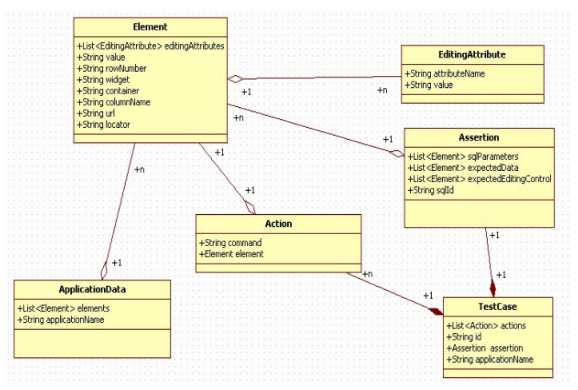 Element
+List<EditingAttribute> editingAttributes
+String value
+String rowNumber
+String widget
+String container
+String columnName
+String url
+String locator
EditingAttribute
+String attributeName
+String value
+1
+n
+n
+1
Assertion
+List<Element> sqlParameters
+List<Element> expectedData
+List<Element> expectedEditingControl
+String sqlId
+n
+1
+1
Action
+String command
+Element element
+1
+1
+n
+1
+1
ApplicationData
+List<Element> elements
+String applicationName
TestCase
+List<Action> actions
+String id
+Assertion assertion
+String applicationName